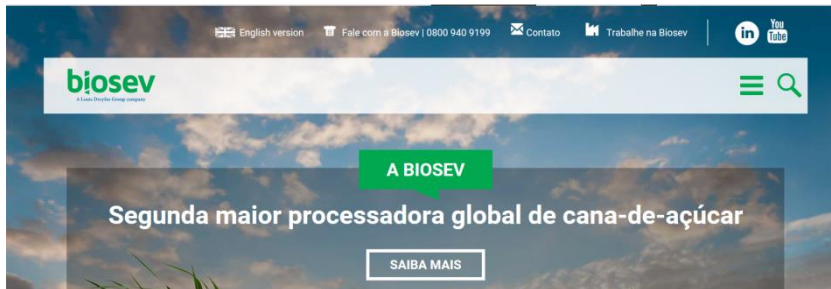 English version Fale com a Biosev | 0800 940 9199 Contato Trabalhe na Biosev in You Tube
biosev
A Louis Dreyfus Group company
A BIOSEV
Segunda maior processadora global de cana-de-açúcar
SAIBA MAIS